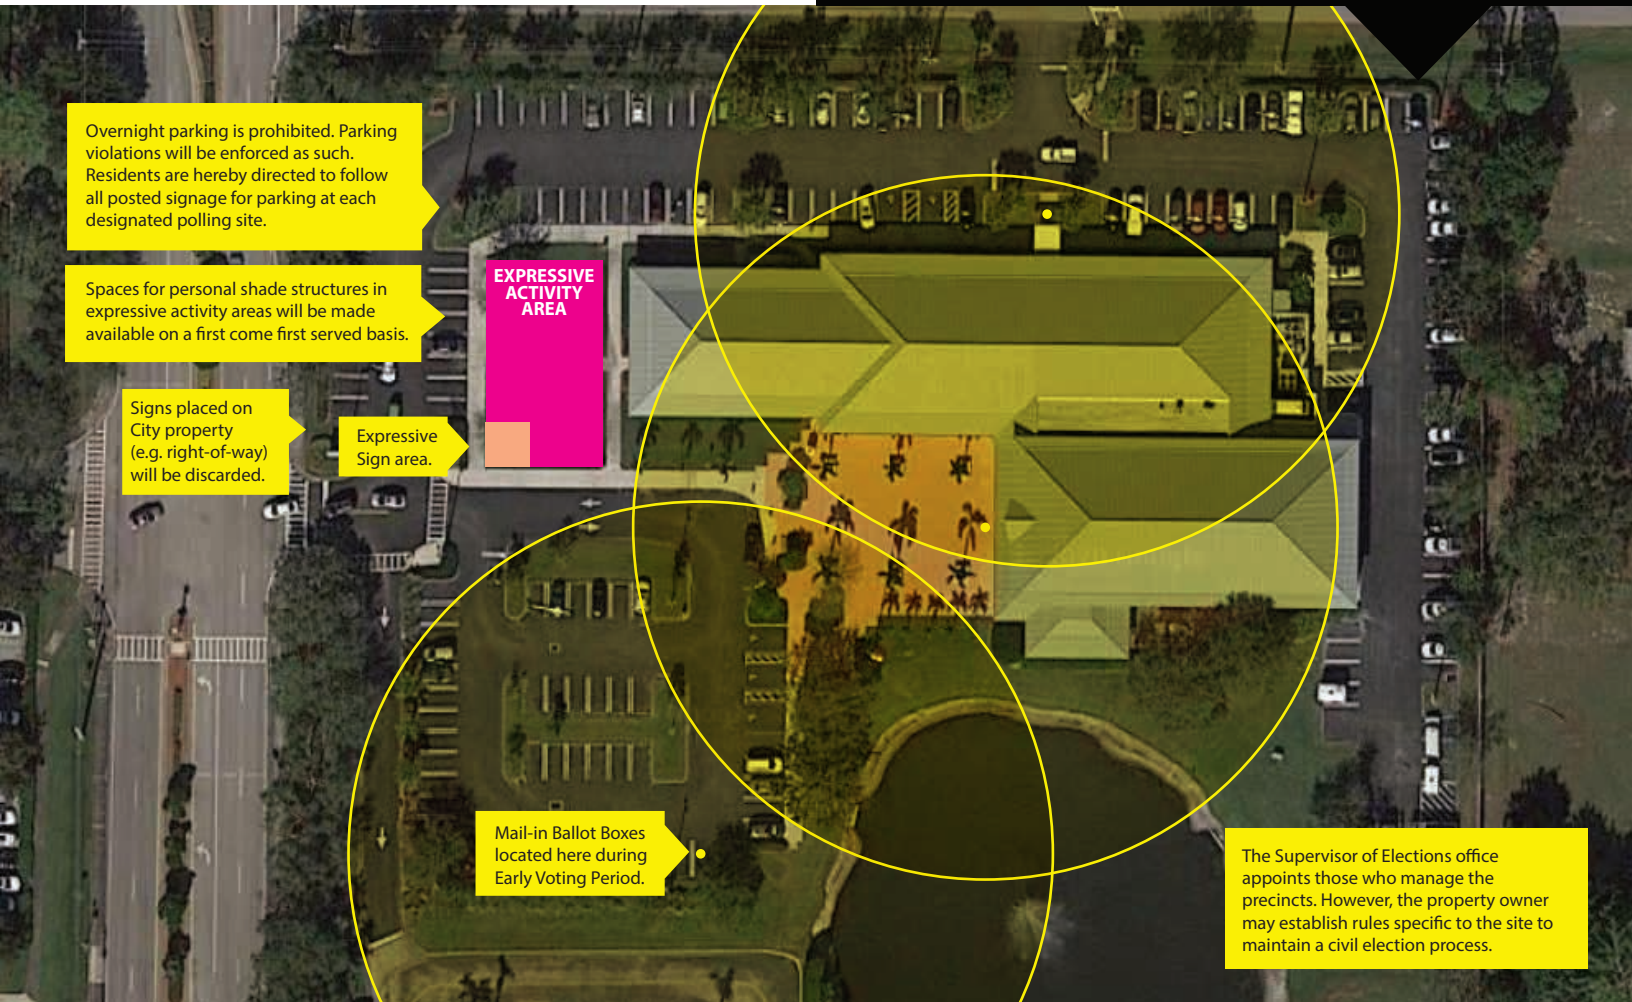 Overnight parking is prohibited. Parking
violations will be enforced as such.
Residents are hereby directed to follow
all posted signage for parking at each
designated polling site.
Spaces for personal shade structures in
expressive activity areas will be made
available on a first come first served basis.
Signs placed on
City property
(e.g. right-of-way)
will be discarded.
Expressive
Sign area.
EXPRESSIVE
ACTIVITY
AREA
Mail-in Ballot Boxes
located here during
Early Voting Period.
The Supervisor of Elections office
appoints those who manage the
precincts. However, the property owner
may establish rules specific to the site to
maintain a civil election process.